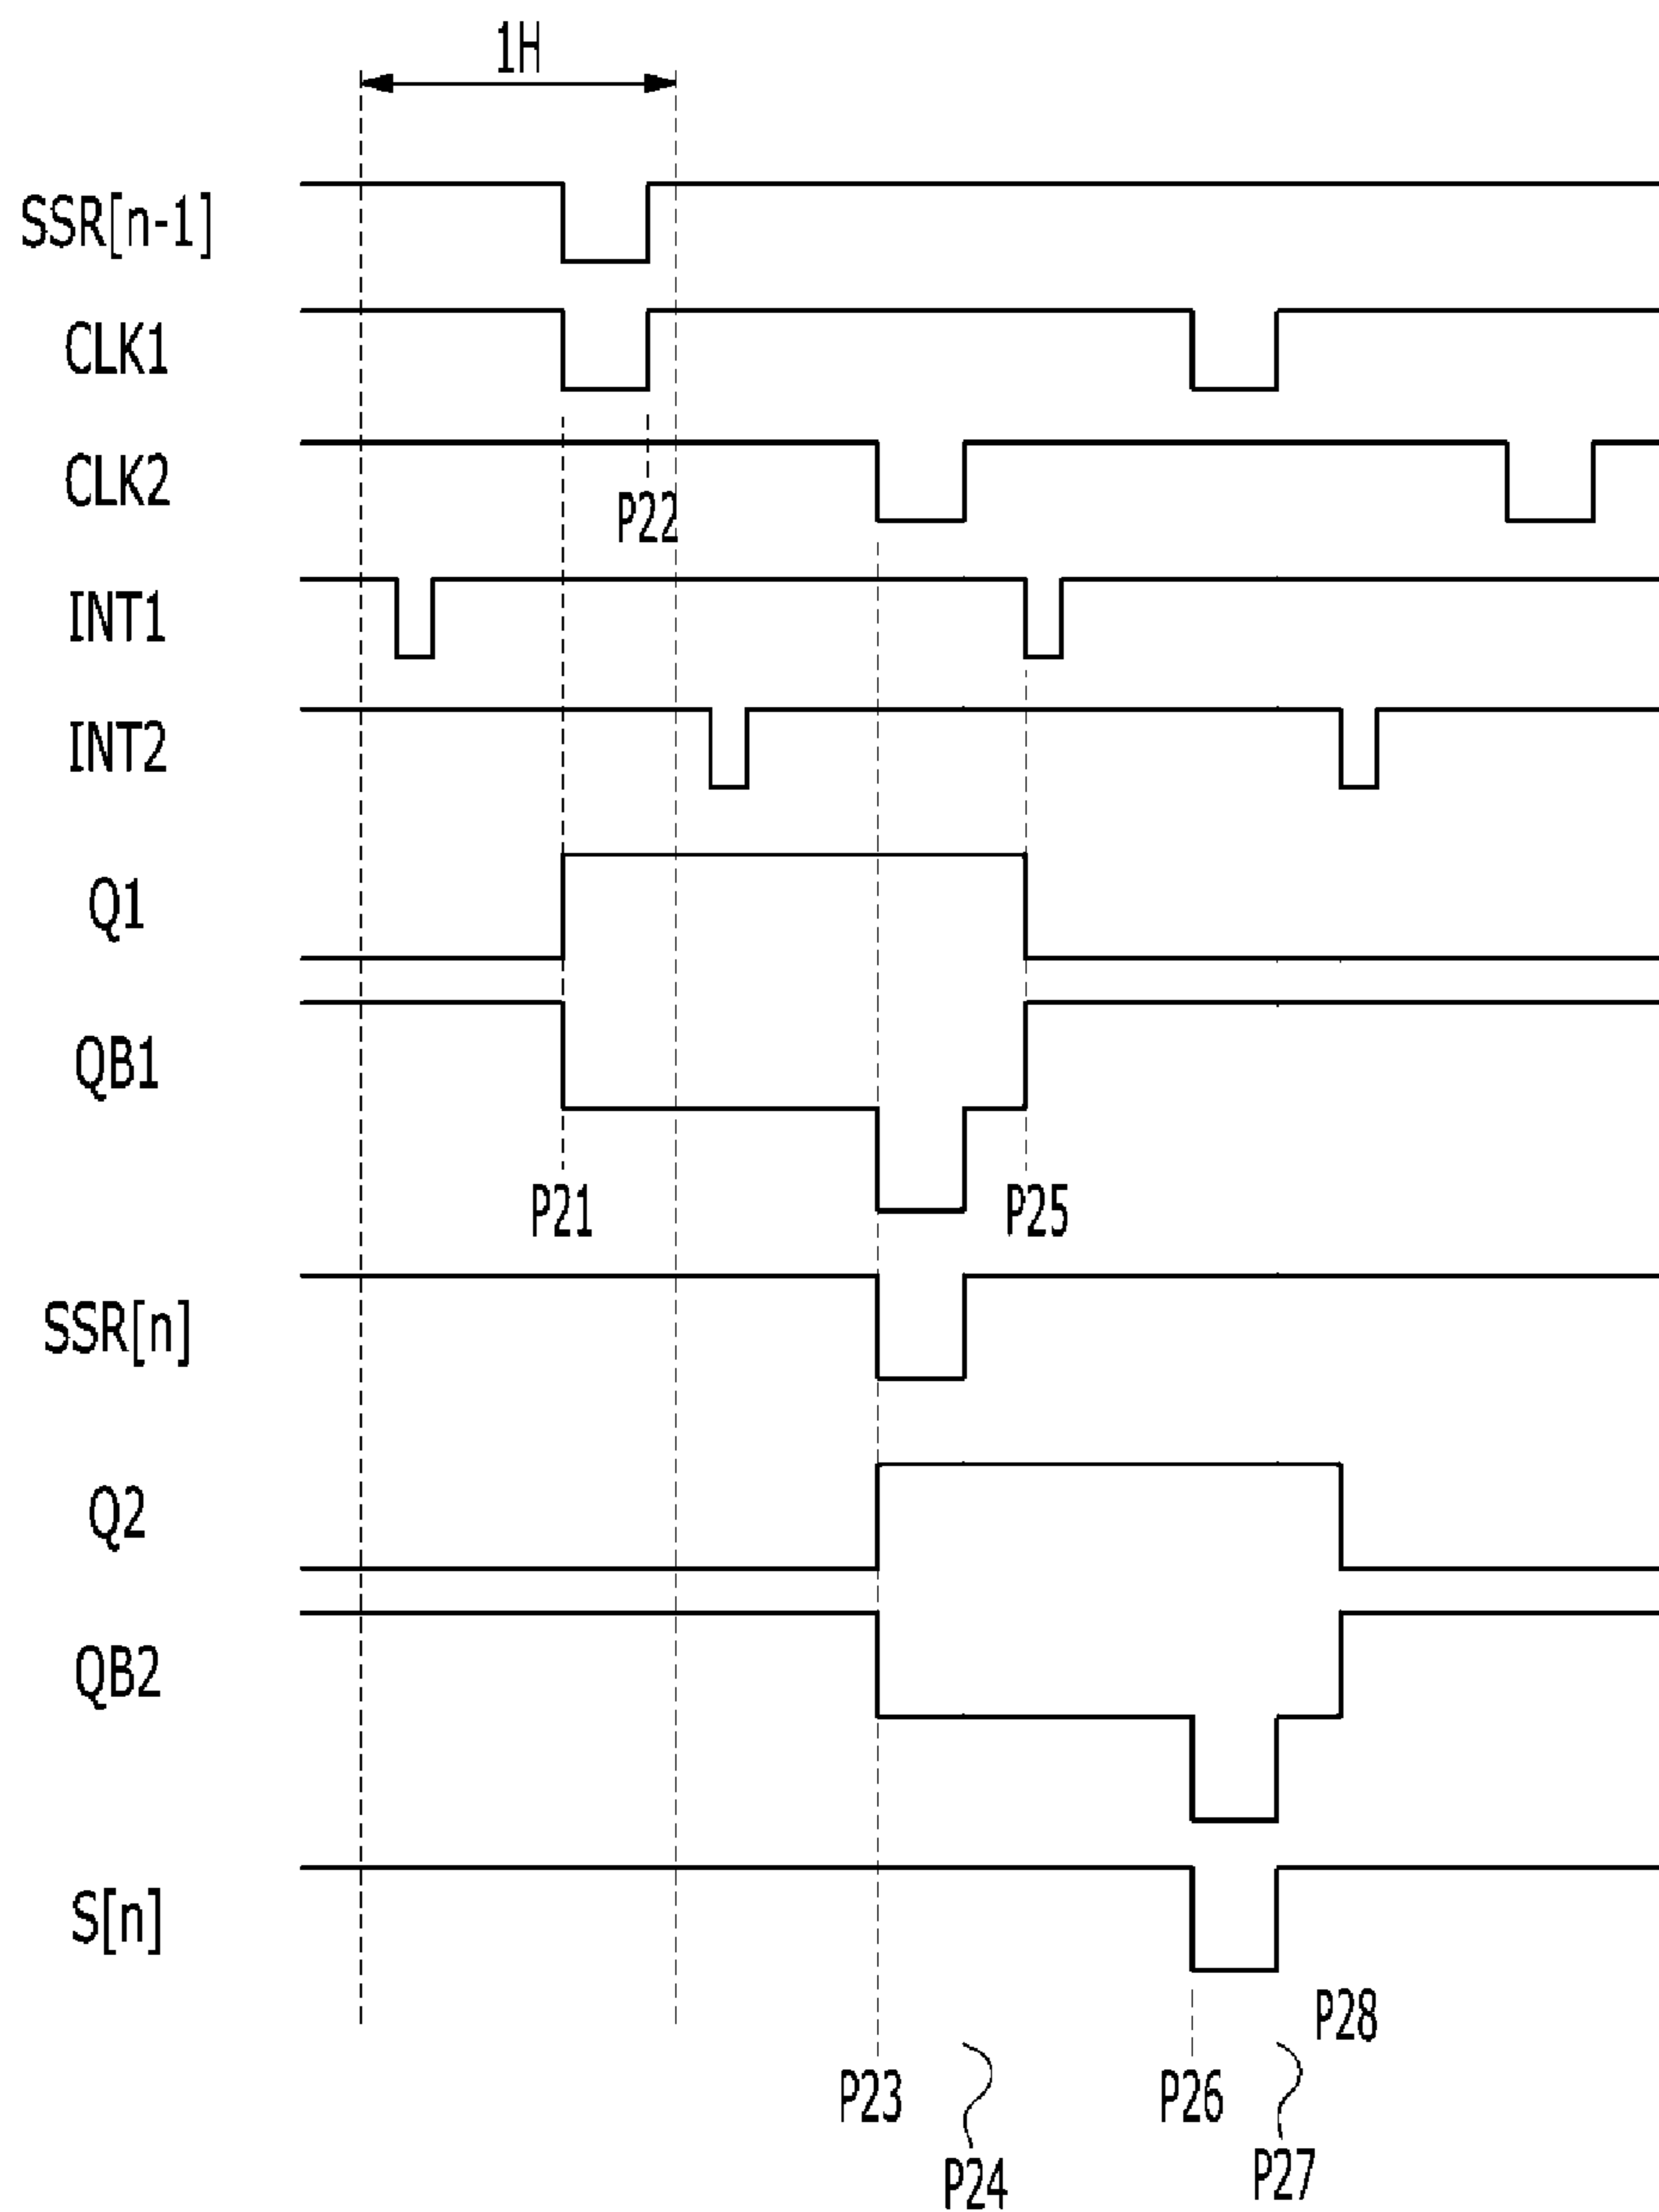 1H
SSR[n-1]
CLK1
CLK2
P22
INT1
INT2
Q1
QB1
P21
P25
SSR[n]
Q2
QB2
S[n]
P28
P23
P26
P24
P27